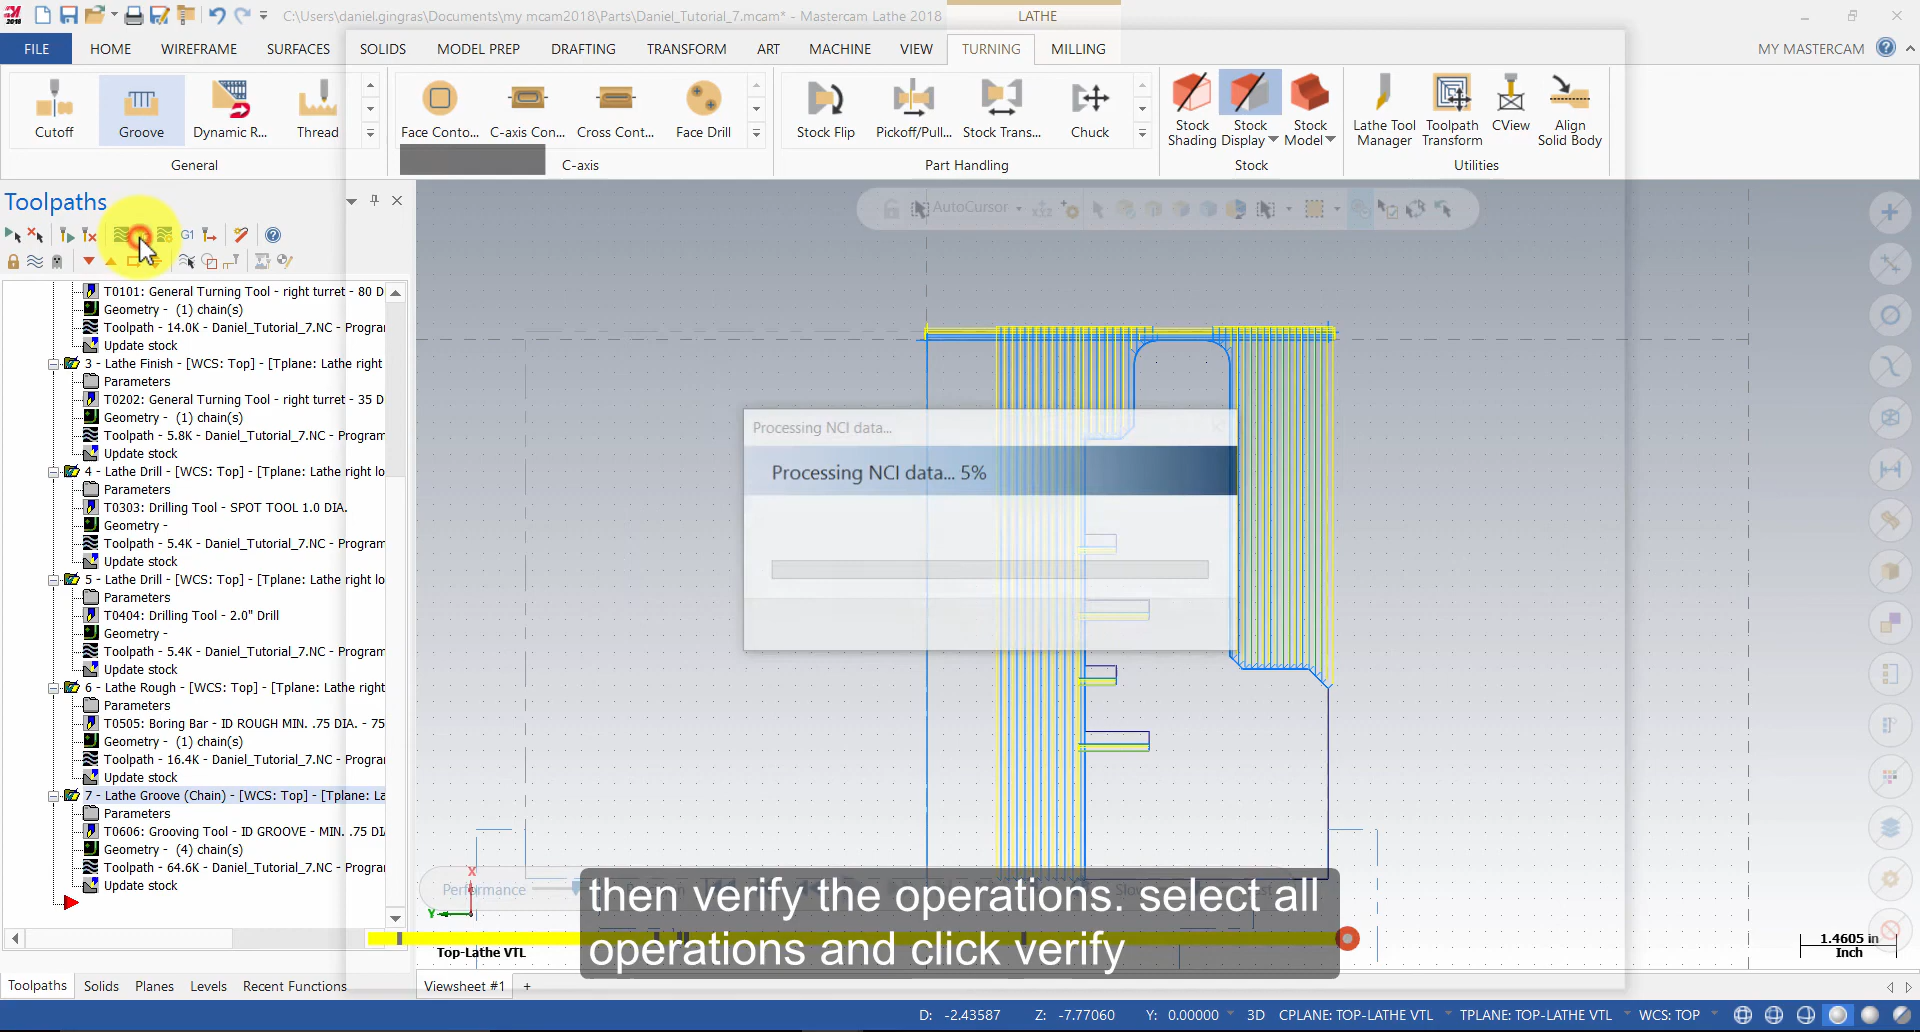 C:\Users\daniel.gingras\Documents\my mcam2018\Parts\Daniel_Tutorial_7.mcam* - Mastercam Lathe 2018
LATHE
FILE
HOME
WIREFRAME
SURFACES
SOLIDS
MODEL PREP
DRAFTING
TRANSFORM
ART
MACHINE
VIEW
TURNING
MILLING
MY MASTERCAM
Cutoff
Groove
Dynamic R...
Thread
Face Conto...
C-axis Con...
Cross Cont...
Face Drill
Stock Flip
Pickoff/Pull...
Stock Trans...
Chuck
Stock Shading
Stock Display
Stock Model
Lathe Tool Manager
Toolpath Transform
CView
Align Solid Body
General
C-axis
Part Handling
Stock
Utilities
Toolpaths
G1
AutoCursor
T0101: General Turning Tool - right turret - 80 D
Geometry - (1) chain(s)
Toolpath - 14.0K - Daniel_Tutorial_7.NC - Prograr
Update stock
3 - Lathe Finish - [WCS: Top] - [Tplane: Lathe right
Parameters
T0202: General Turning Tool - right turret - 35 D
Geometry - (1) chain(s)
Toolpath - 5.8K - Daniel_Tutorial_7.NC - Program
Update stock
4 - Lathe Drill - [WCS: Top] - [Tplane: Lathe right lo
Parameters
T0303: Drilling Tool - SPOT TOOL 1.0 DIA.
Geometry -
Toolpath - 5.4K - Daniel_Tutorial_7.NC - Program
Update stock
5 - Lathe Drill - [WCS: Top] - [Tplane: Lathe right lo
Parameters
T0404: Drilling Tool - 2.0" Drill
Geometry -
Toolpath - 5.4K - Daniel_Tutorial_7.NC - Program
Update stock
6 - Lathe Rough - [WCS: Top] - [Tplane: Lathe right
Parameters
T0505: Boring Bar - ID ROUGH MIN. .75 DIA. - 75
Geometry - (1) chain(s)
Toolpath - 16.4K - Daniel_Tutorial_7.NC - Prograr
Update stock
7 - Lathe Groove (Chain) - [WCS: Top] - [Tplane: La
Parameters
T0606: Grooving Tool - ID GROOVE - MIN. .75 DI
Geometry - (4) chain(s)
Toolpath - 64.6K - Daniel_Tutorial_7.NC - Prograr
Update stock
Processing NCI data...
Processing NCI data... 5%
Performance
X
Y
then verify the operations. select all
operations and click verify
Top-Lathe VTL
1.4605 in
Inch
Toolpaths
Solids
Planes
Levels
Recent Functions
Viewsheet #1
+
D: -2.43587
Z: -7.77060
Y: 0.00000
3D
CPLANE: TOP-LATHE VTL
TPLANE: TOP-LATHE VTL
WCS: TOP